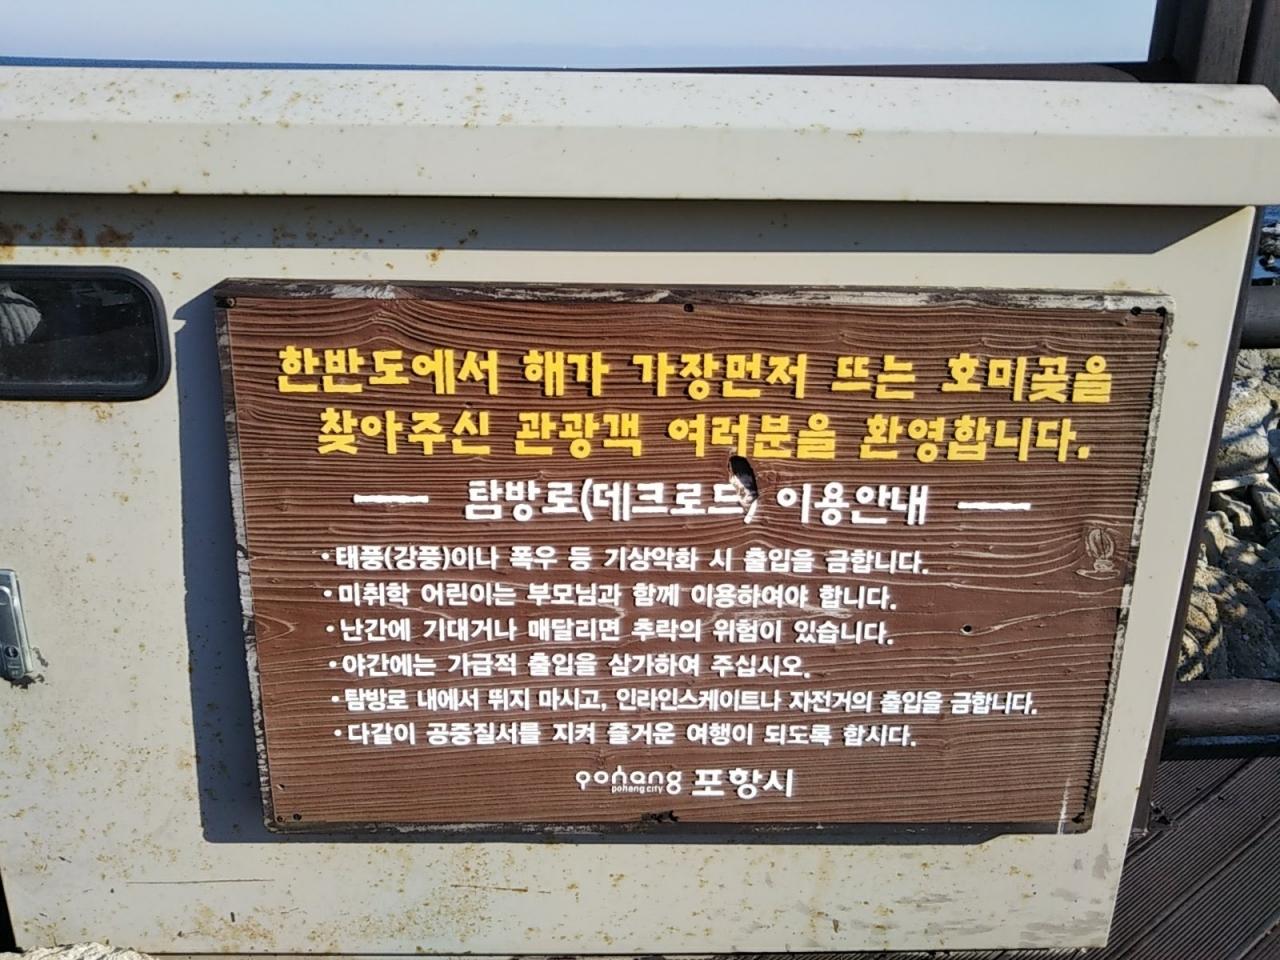 한반도에서 해가 가장먼저 뜨는 호미곶을
찾아주신 관광객 여러분을 환영합니다.
탐방로(데크로드) 이용안내
·태풍(강풍)이나 폭우 등 기상악화 시 출입을 금합니다.
·미취학 어린이는 부모님과 함께 이용하여야 합니다.
·난간에 기대거나 매달리면 추락의 위험이 있습니다.
·야간에는 가급적 출입을 삼가하여 주십시오.
·탐방로 내에서 뛰지 마시고, 인라인스케이트나 자전거의 출입을 금합니다.
·다같이 공중질서를 지켜 즐거운 여행이 되도록 합시다.
pohang 포항시
pohang city